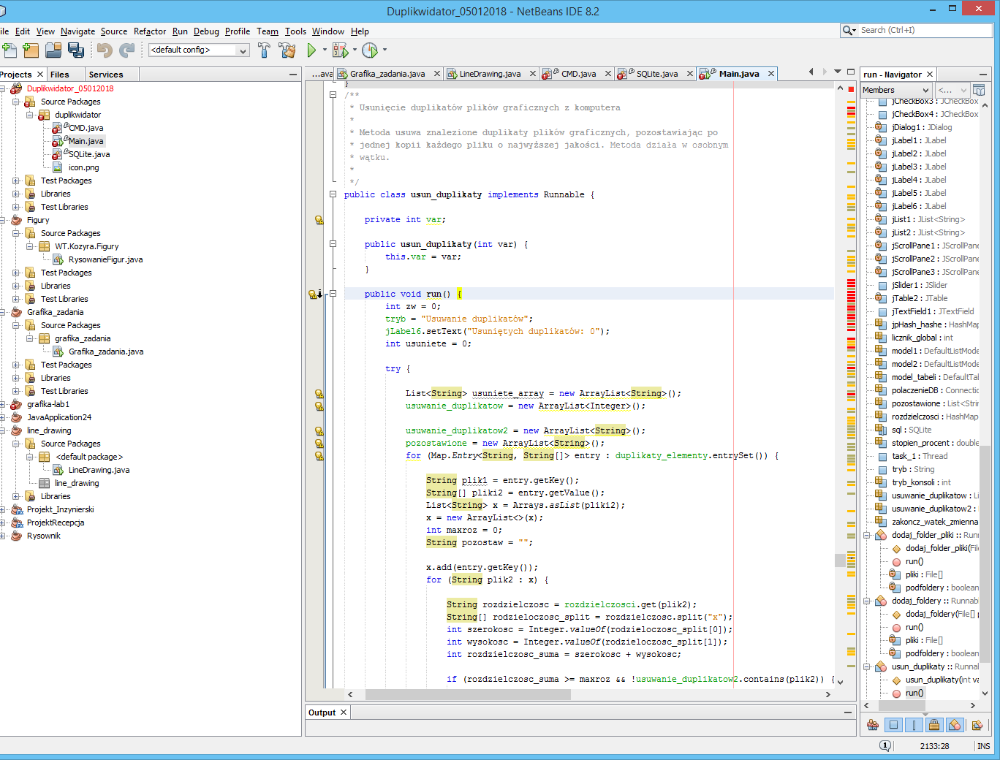 Duplikwidator_05012018 - NetBeans IDE 8.2
ile Edit View Navigate Source Refactor Run Debug Profile Team Tools Window Help
Search (Ctrl+I)
<default config>
Projects Files Services
Duplikwidator_05012018
Source Packages
duplikwidator
CMD.java
Main.java
SQLite.java
icon.png
Test Packages
Libraries
Test Libraries
Figury
Source Packages
WT.Kozyra.Figury
RysowanieFigur.java
Test Packages
Libraries
Test Libraries
Grafika_zadania
Source Packages
grafika_zadania
Grafika_zadania.java
Test Packages
Libraries
Test Libraries
grafika-lab1
JavaApplication24
line_drawing
Source Packages
<default package>
LineDrawing.java
line_drawing
Libraries
Projekt_Inzynierski
ProjektRecepcja
Rysownik
...ava Grafika_zadania.java LineDrawing.java CMD.java SQLite.java Main.java
}
/**
* Usunięcie duplikatów plików graficznych z komputera
*
* Metoda usuwa znalezione duplikaty plików graficznych, pozostawiając po
* jednej kopii każdego pliku o najwyższej jakości. Metoda działa w osobnym
* wątku.
*
*/
public class usun_duplikaty implements Runnable {
private int var;
public usun_duplikaty(int var) {
this.var = var;
}
public void run() {
int zw = 0;
tryb = "Usuwanie duplikatów";
jLabel6.setText("Usuniętych duplikatów: 0");
int usuniete = 0;
try {
List<String> usuniete_array = new ArrayList<String>();
usuwanie_duplikatow = new ArrayList<Integer>();
usuwanie_duplikatow2 = new ArrayList<String>();
pozostawione = new ArrayList<String>();
for (Map.Entry<String, String[]> entry : duplikaty_elementy.entrySet()) {
String plik1 = entry.getKey();
String[] pliki2 = entry.getValue();
List<String> x = Arrays.asList(pliki2);
x = new ArrayList<>(x);
int maxroz = 0;
String pozostaw = "";
x.add(entry.getKey());
for (String plik2 : x) {
String rozdzielczosc = rozdzielczosci.get(plik2);
String[] rodzieloczosc_split = rozdzielczosc.split("x");
int szerokosc = Integer.valueOf(rodzieloczosc_split[0]);
int wysokosc = Integer.valueOf(rodzieloczosc_split[1]);
int rozdzielczosc_suma = szerokosc + wysokosc;
if (rozdzielczosc_suma >= maxroz && !usuwanie_duplikatow2.contains(plik2)) {
Output
run - Navigator
Members <...
jCheckBox3 : JCheckBox
jCheckBox4 : JCheckBox
jDialog1 : JDialog
jLabel1 : JLabel
jLabel2 : JLabel
jLabel3 : JLabel
jLabel4 : JLabel
jLabel5 : JLabel
jLabel6 : JLabel
jList1 : JList<String>
jList2 : JList<String>
jScrollPane1 : JScrollPane
jScrollPane2 : JScrollPane
jScrollPane3 : JScrollPane
jSlider1 : JSlider
jTable2 : JTable
jTextField1 : JTextField
jpHash_hashe : HashMap
licznik_global : int
model1 : DefaultListMode
model2 : DefaultListMode
model_tabeli : DefaultTal
polaczenieDB : Connectio
pozostawione : List<Strin
rozdzielczosci : HashMap
sql : SQLite
stopien_procent : double
task_1 : Thread
tryb : String
tryb_konsoli : int
usuwanie_duplikatow : Li
usuwanie_duplikatow2 : l
zakoncz_watek_zmienna
dodaj_folder_pliki :: Runn
dodaj_folder_pliki(File
run()
pliki : File[]
podfoldery : boolean
dodaj_foldery :: Runnab
dodaj_foldery(File[] p
run()
pliki : File[]
podfoldery : boolean
usun_duplikaty :: Runnal
usun_duplikaty(int va
run()
1 2133:28 INS